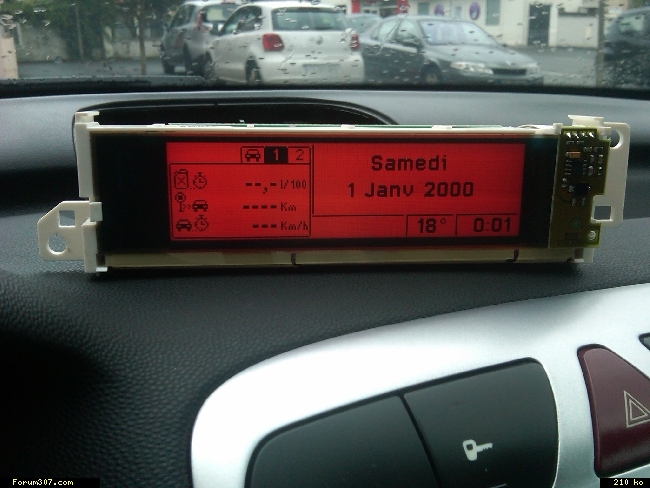 1 2
--,- l/100
---- Km
--- Km/h
Samedi
1 Janv 2000
18° 0:01
Forum307.com
210 ko